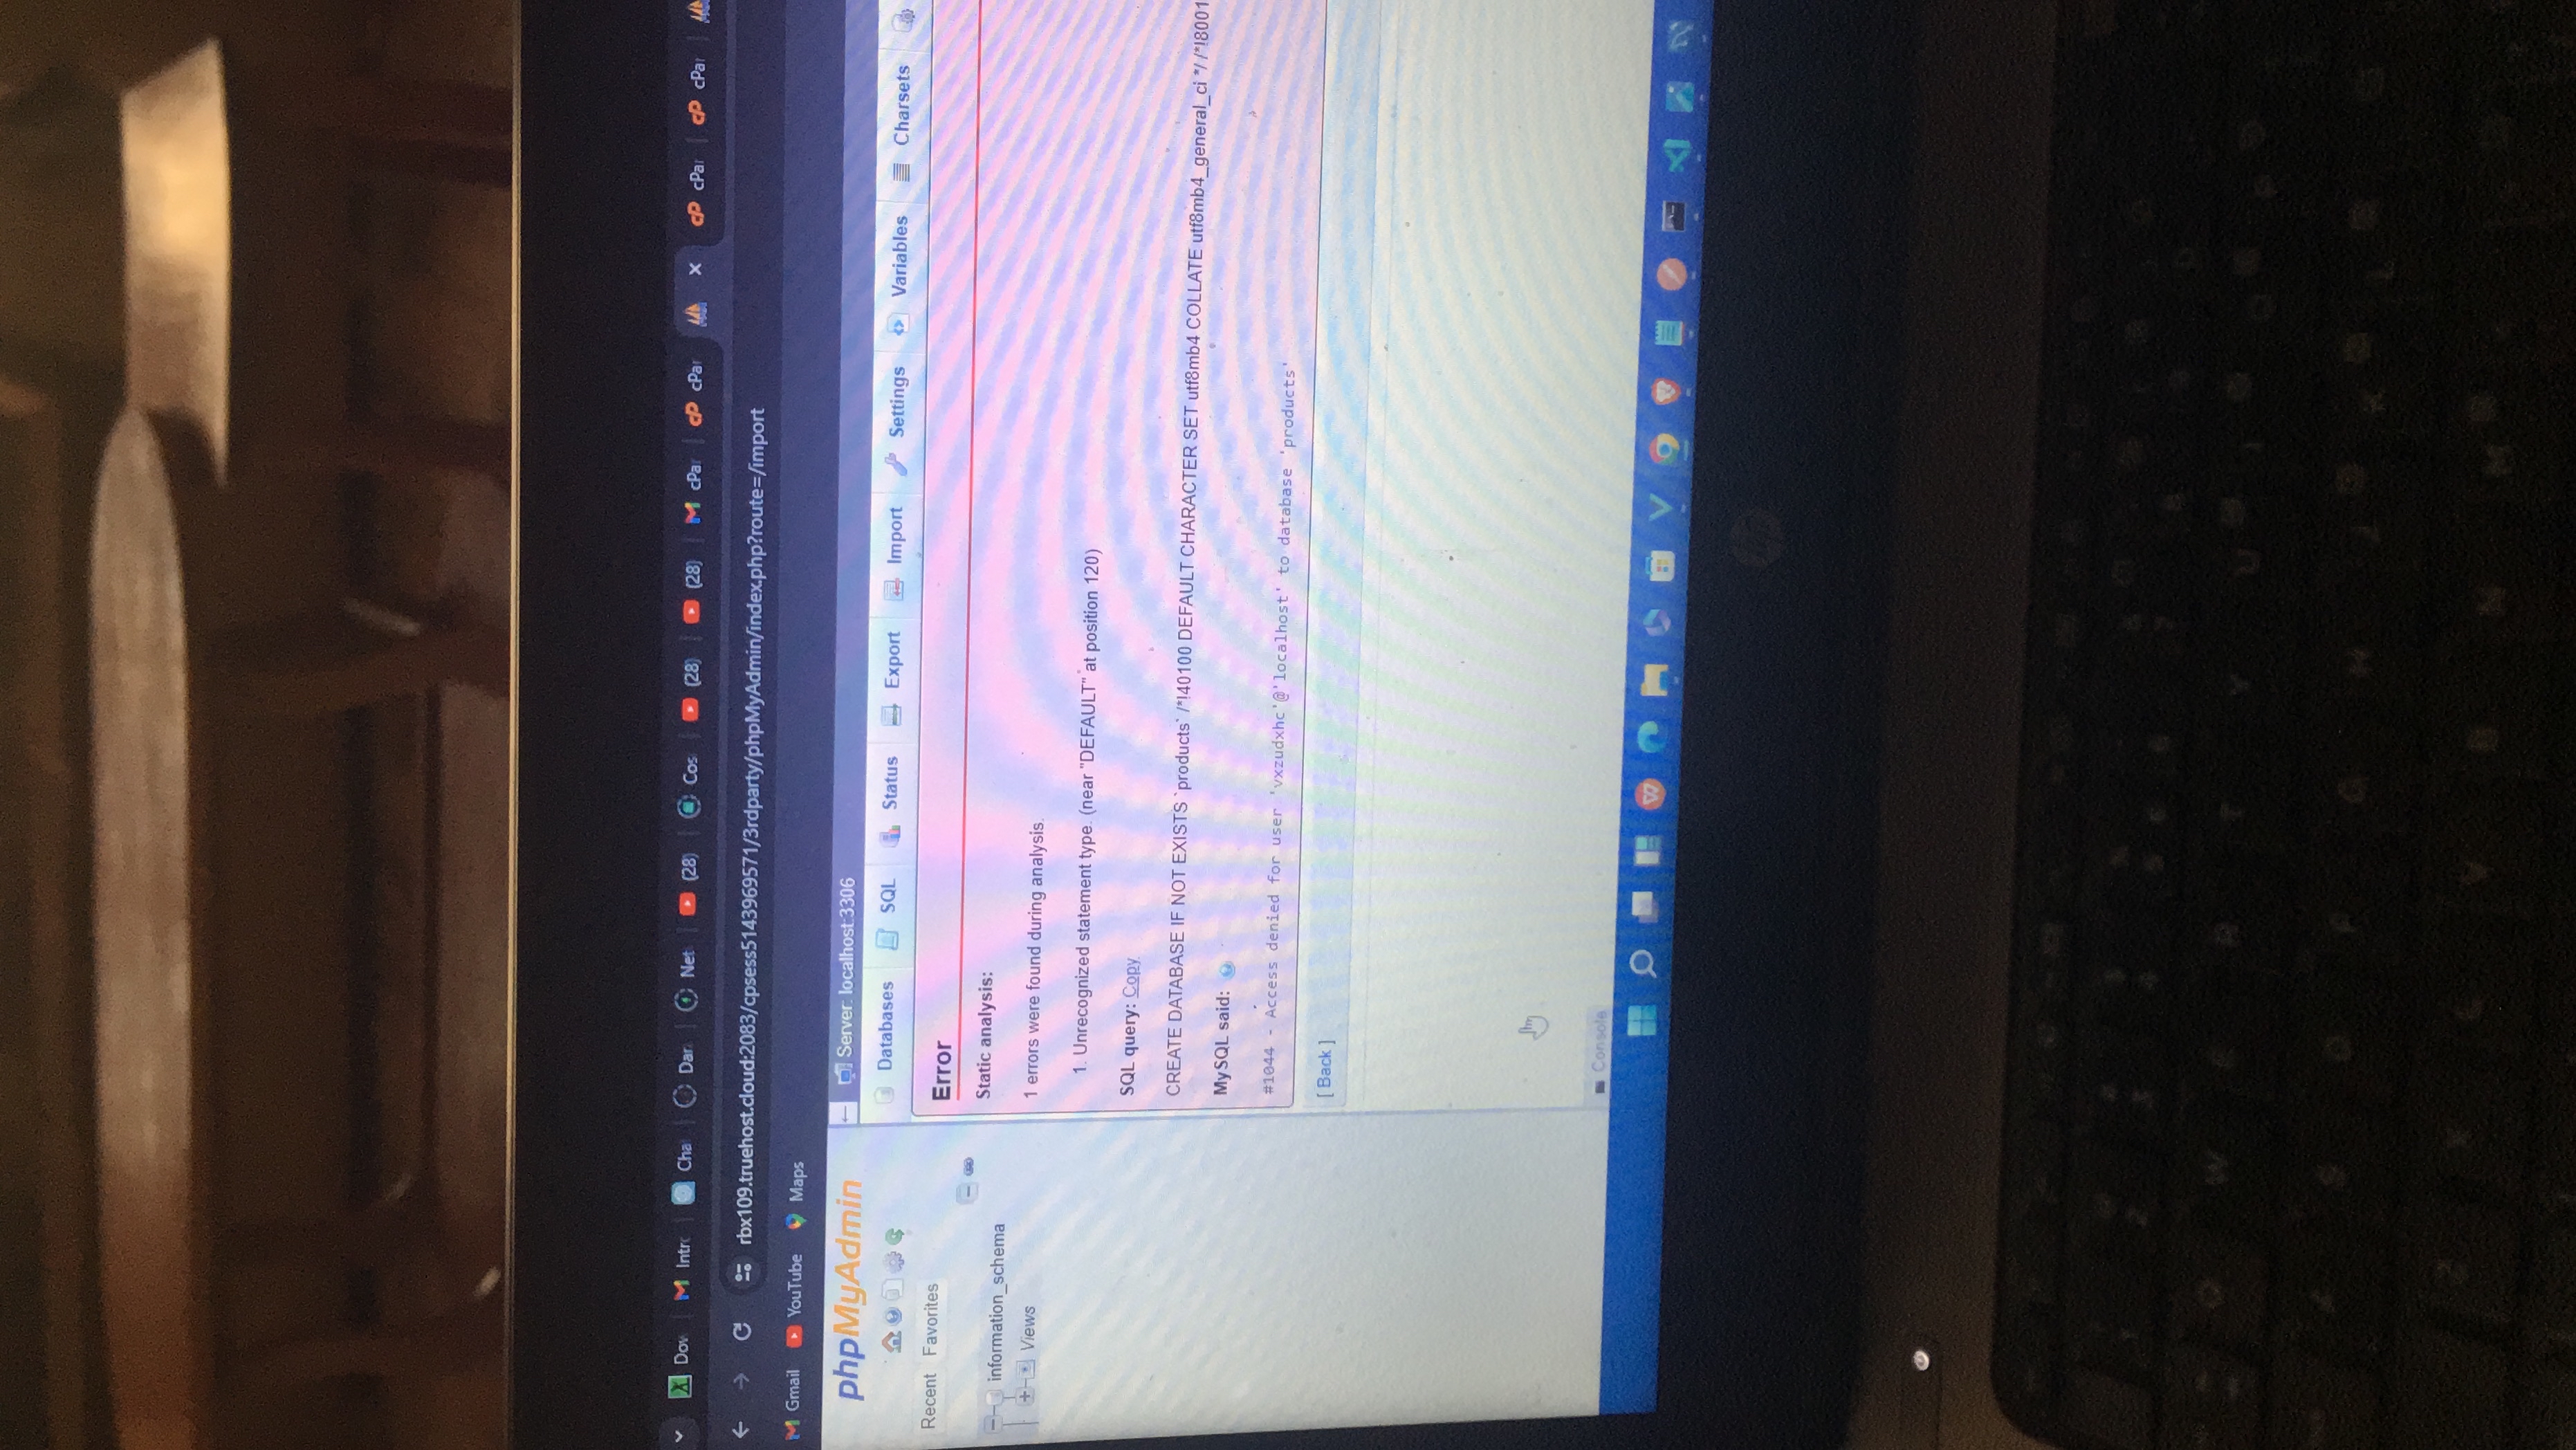 Dov
Intro
Cha
Dar
Net
(28)
Cos
(28)
(28)
cPa
cPa
cPa
cPa
rbx109.truehost.cloud:2083/cpsess5143969571/3rdparty/phpMyAdmin/index.php?route=/import
Gmail
YouTube
Maps
phpMyAdmin
Recent
Favorites
information_schema
Views
Server: localhost:3306
Databases
SQL
Status
Export
Import
Settings
Variables
Charsets
Error
Static analysis:
1 errors were found during analysis.
1. Unrecognized statement type. (near "DEFAULT" at position 120)
SQL query: Copy
CREATE DATABASE IF NOT EXISTS `products` /*!40100 DEFAULT CHARACTER SET utf8mb4 COLLATE utf8mb4_general_ci */ /*!8001
MySQL said:
#1044 - Access denied for user 'vxzudxhc'@'localhost' to database 'products'
[ Back ]
Console
hp